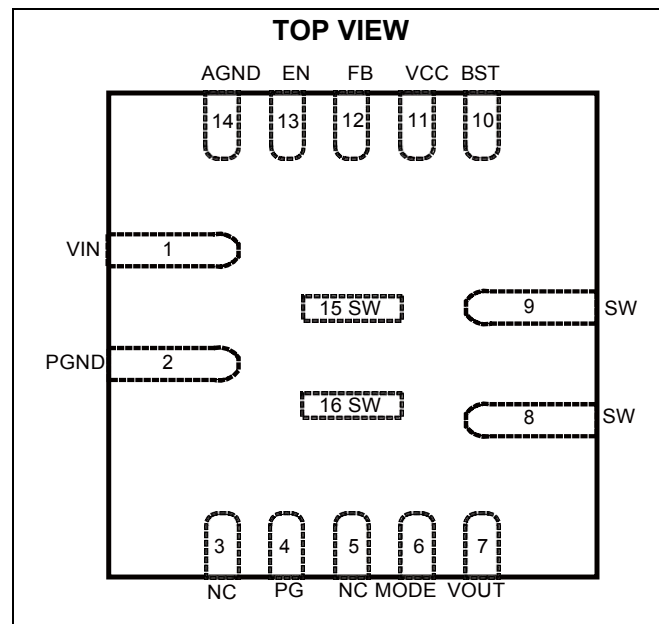 TOP VIEW
AGND EN FB VCC BST
14 13 12 11 10
VIN 1
15 SW 9 SW
PGND 2
16 SW 8 SW
3 4 5 6 7
NC PG NC MODE VOUT